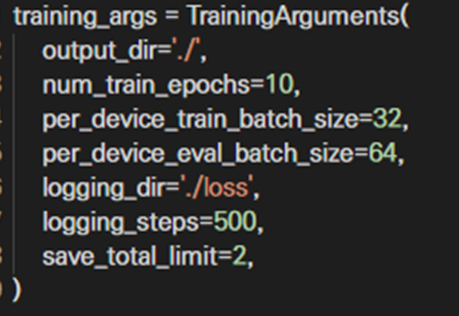 training_args = TrainingArguments(
output_dir='./',
num_train_epochs=10,
per_device_train_batch_size=32,
per_device_eval_batch_size=64,
logging_dir='./loss',
logging_steps=500,
save_total_limit=2,
)